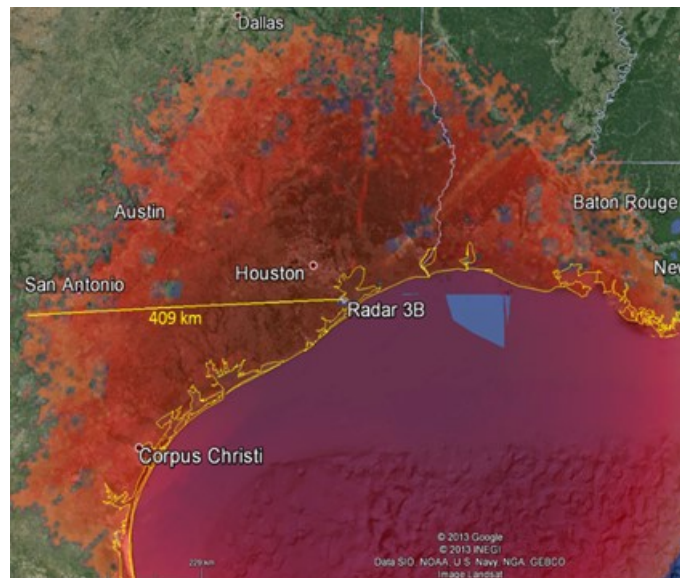 Dallas
Austin
Baton Rouge
San Antonio
Houston
New
409 km
Radar 3B
Corpus Christi
© 2013 Google
© 2013 INEGI
Data SIO, NOAA, U.S. Navy, NGA, GEBCO
Image Landsat